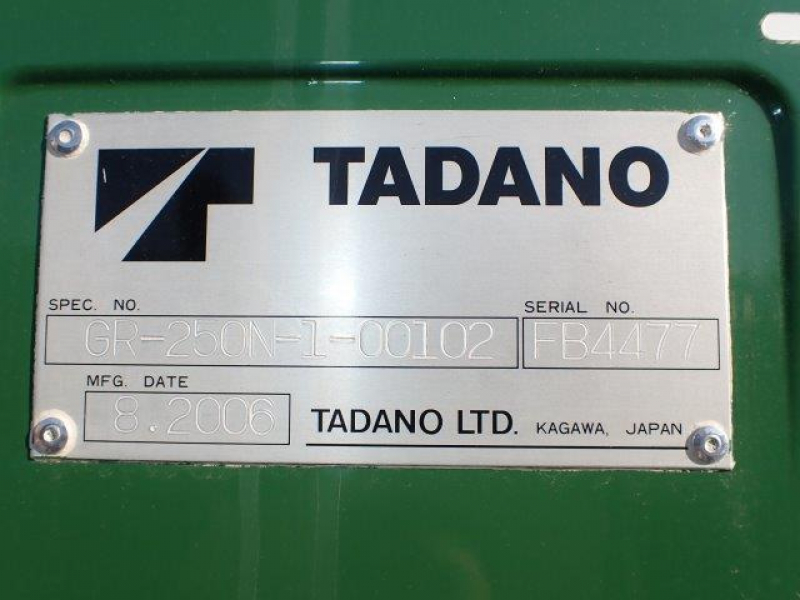 TADANO
SPEC. NO. SERIAL NO.
GR-250N-1-00102 FB4477
MFG. DATE
8.2006 TADANO LTD. KAGAWA, JAPAN